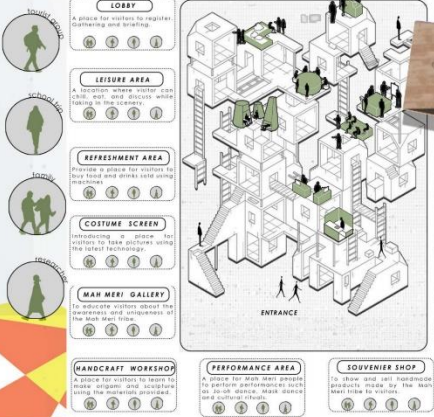 tourist group
school trip
family
researcher
LOBBY
A place for visitors to register.
Gathering and briefing.
LEISURE AREA
A location where visitor can
chill, eat, and discuss while
taking in the scenery.
REFRESHMENT AREA
Provide a place for visitors to
buy food and drinks sold using
machines
COSTUME SCREEN
Introducing a place for
visitors to take pictures using
the latest technology.
MAH MERI GALLERY
To educate visitors about the
awareness and uniqueness of
the Mah Meri tribe.
HANDCRAFT WORKSHOP
A place for visitors to learn to
make origami and sculpture
using the materials provided.
ENTRANCE
PERFORMANCE AREA
A place for Mah Meri people
to perform performances such
as Jo-oh dance, Mask dance
and cultural rituals.
SOUVENIER SHOP
To show and sell handmade
products made by the Mah
Meri tribe to visitors.